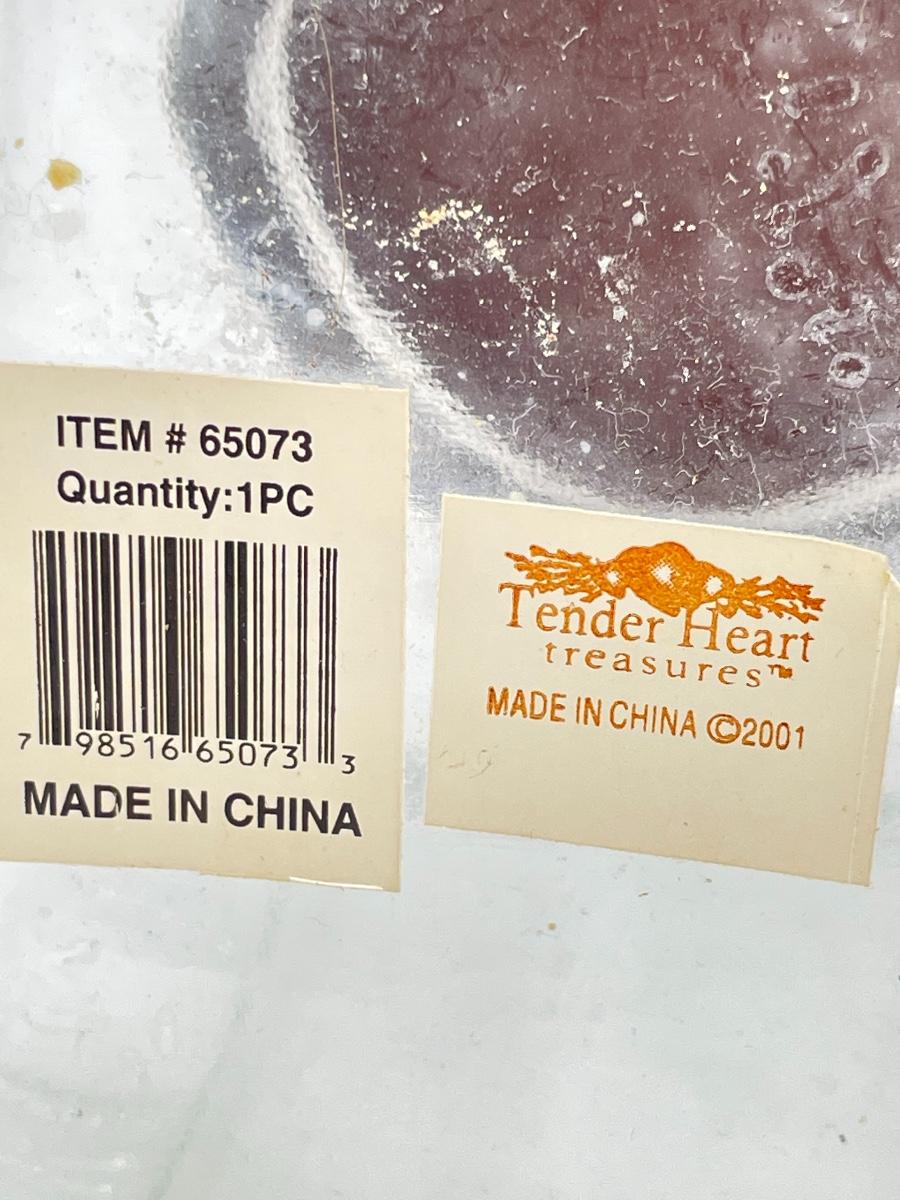 ITEM # 65073
Quantity:1PC
7 98516 65073 3
MADE IN CHINA
Tender Heart
treasures™
MADE IN CHINA ©2001